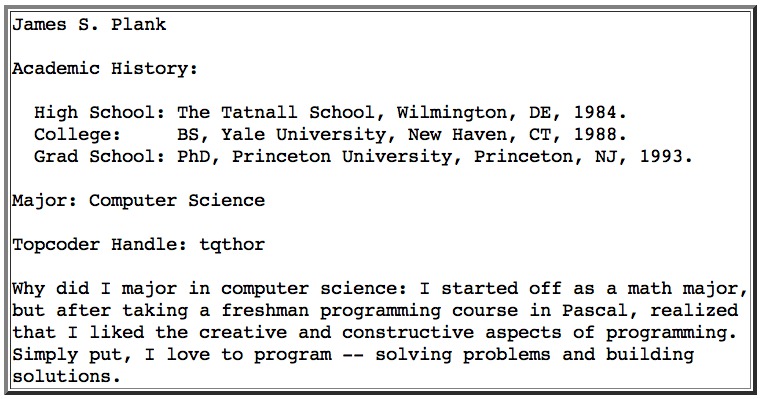 James S. Plank
Academic History:
High School: The Tatnall School, Wilmington, DE, 1984.
College: BS, Yale University, New Haven, CT, 1988.
Grad School: PhD, Princeton University, Princeton, NJ, 1993.
Major: Computer Science
Topcoder Handle: tqthor
Why did I major in computer science: I started off as a math major,
but after taking a freshman programming course in Pascal, realized
that I liked the creative and constructive aspects of programming.
Simply put, I love to program -- solving problems and building
solutions.